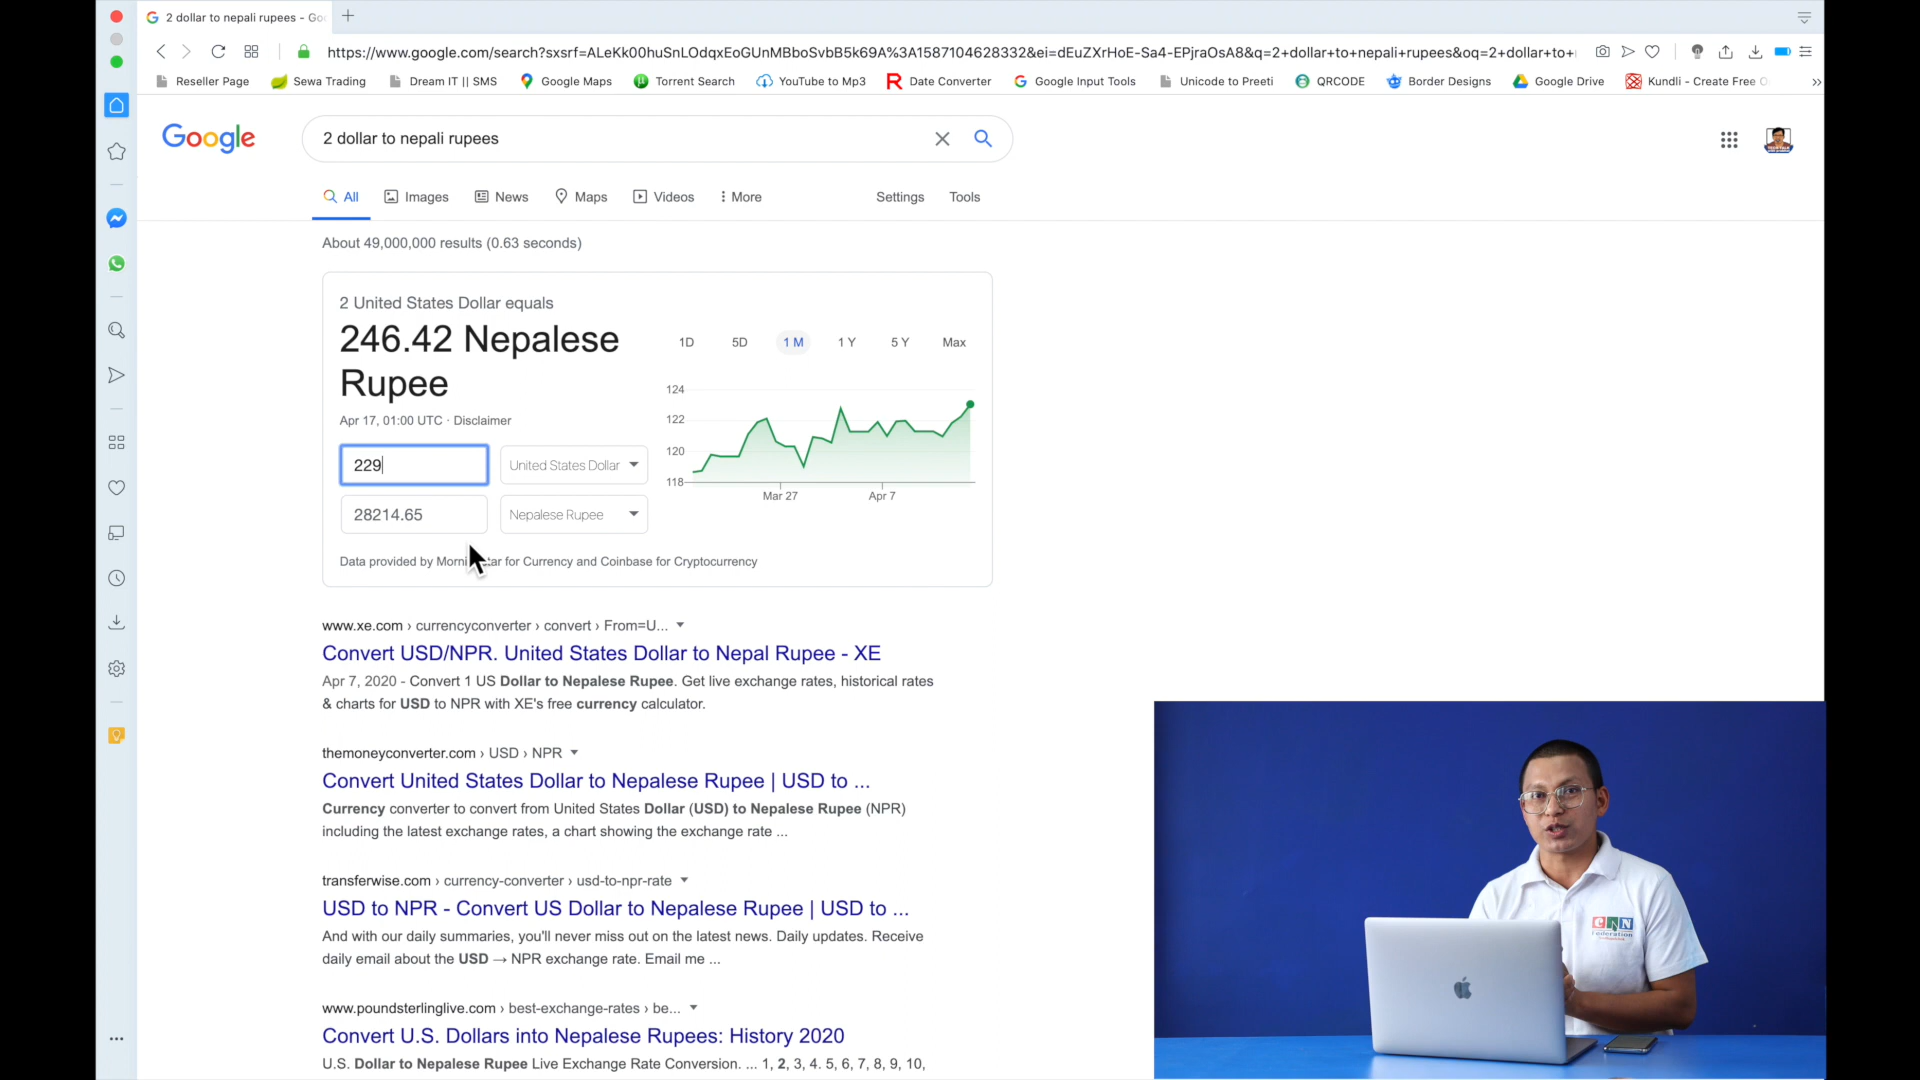 2 dollar to nepali rupees - Goo
https://www.google.com/search?sxsrf=ALeKk00huSnLOdqxEoGUnMBboSvbB5k69A%3A1587104628332&ei=dEuZXrHoE-Sa4-EPjraOsA8&q=2+dollar+to+nepali+rupees&oq=2+dollar+to+
Reseller Page Sewa Trading Dream IT || SMS Google Maps Torrent Search YouTube to Mp3 Date Converter Google Input Tools Unicode to Preeti QRCODE Border Designs Google Drive Kundli - Create Free
Google 2 dollar to nepali rupees
All Images News Maps Videos More Settings Tools
About 49,000,000 results (0.63 seconds)
2 United States Dollar equals
246.42 Nepalese
Rupee
Apr 17, 01:00 UTC · Disclaimer
1D 5D 1M 1Y 5Y Max
124
122
120
118
Mar 27 Apr 7
229 United States Dollar
28214.65 Nepalese Rupee
Data provided by Morningstar for Currency and Coinbase for Cryptocurrency
www.xe.com › currencyconverter › convert › From=U...
Convert USD/NPR. United States Dollar to Nepal Rupee - XE
Apr 7, 2020 - Convert 1 US Dollar to Nepalese Rupee. Get live exchange rates, historical rates
& charts for USD to NPR with XE's free currency calculator.
themoneyconverter.com › USD › NPR
Convert United States Dollar to Nepalese Rupee | USD to ...
Currency converter to convert from United States Dollar (USD) to Nepalese Rupee (NPR)
including the latest exchange rates, a chart showing the exchange rate ...
transferwise.com › currency-converter › usd-to-npr-rate
USD to NPR - Convert US Dollar to Nepalese Rupee | USD to ...
And with our daily summaries, you'll never miss out on the latest news. Daily updates. Receive
daily email about the USD → NPR exchange rate. Email me ...
www.poundsterlinglive.com › best-exchange-rates › be...
Convert U.S. Dollars into Nepalese Rupees: History 2020
U.S. Dollar to Nepalese Rupee Live Exchange Rate Conversion. ... 1, 2, 3, 4. 5, 6, 7, 8, 9, 10,
CAN
Federation